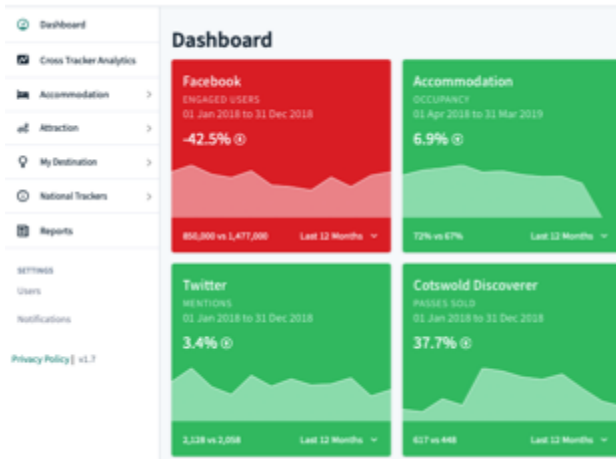 Dashboard
Cross Tracker Analytics
Accommodation
Attraction
My Destination
National Trackers
Reports
SETTINGS
Users
Notifications
Privacy Policy | v1.7
Dashboard
Facebook
ENGAGED USERS
01 Jan 2018 to 31 Dec 2018
-42.5%
850,000 vs 1,477,000 Last 12 Months
Accommodation
OCCUPANCY
01 Apr 2018 to 31 Mar 2019
6.9%
72% vs 67% Last 12 Months
Twitter
MENTIONS
01 Jan 2018 to 31 Dec 2018
3.4%
2,128 vs 2,058 Last 12 Months
Cotswold Discoverer
PASSES SOLD
01 Jan 2018 to 31 Dec 2018
37.7%
617 vs 448 Last 12 Months